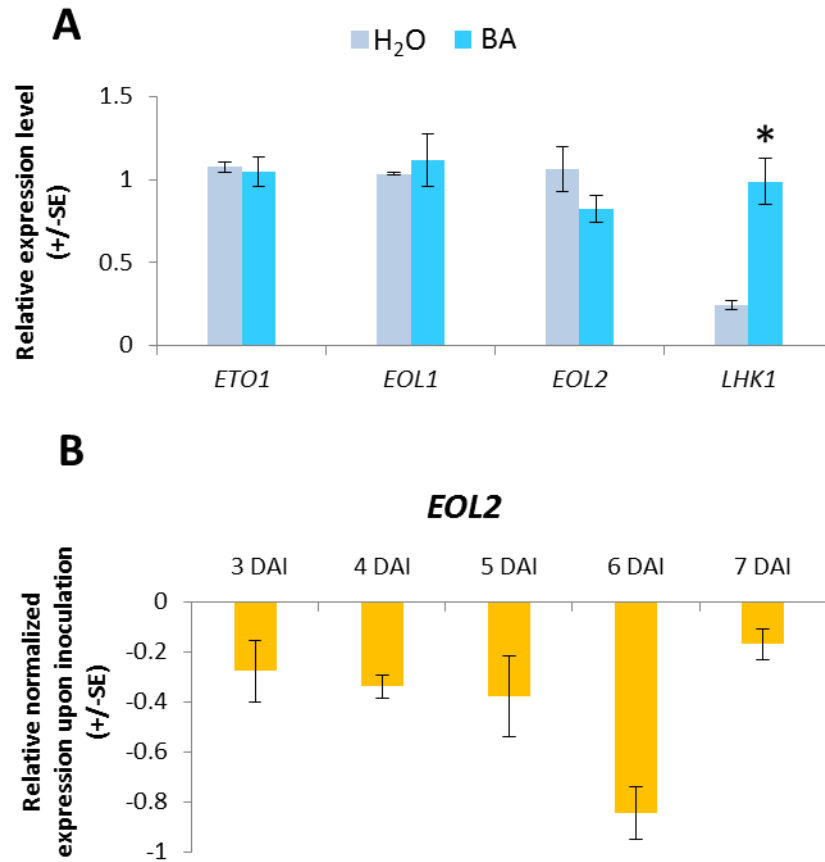 A
H₂O BA
Relative expression level
(+/-SE)
1.5
1
0.5
0
*
ETO1 EOL1 EOL2 LHK1
B
EOL2
Relative normalized
expression upon inoculation
(+/-SE)
3 DAI 4 DAI 5 DAI 6 DAI 7 DAI
0
-0.2
-0.4
-0.6
-0.8
-1